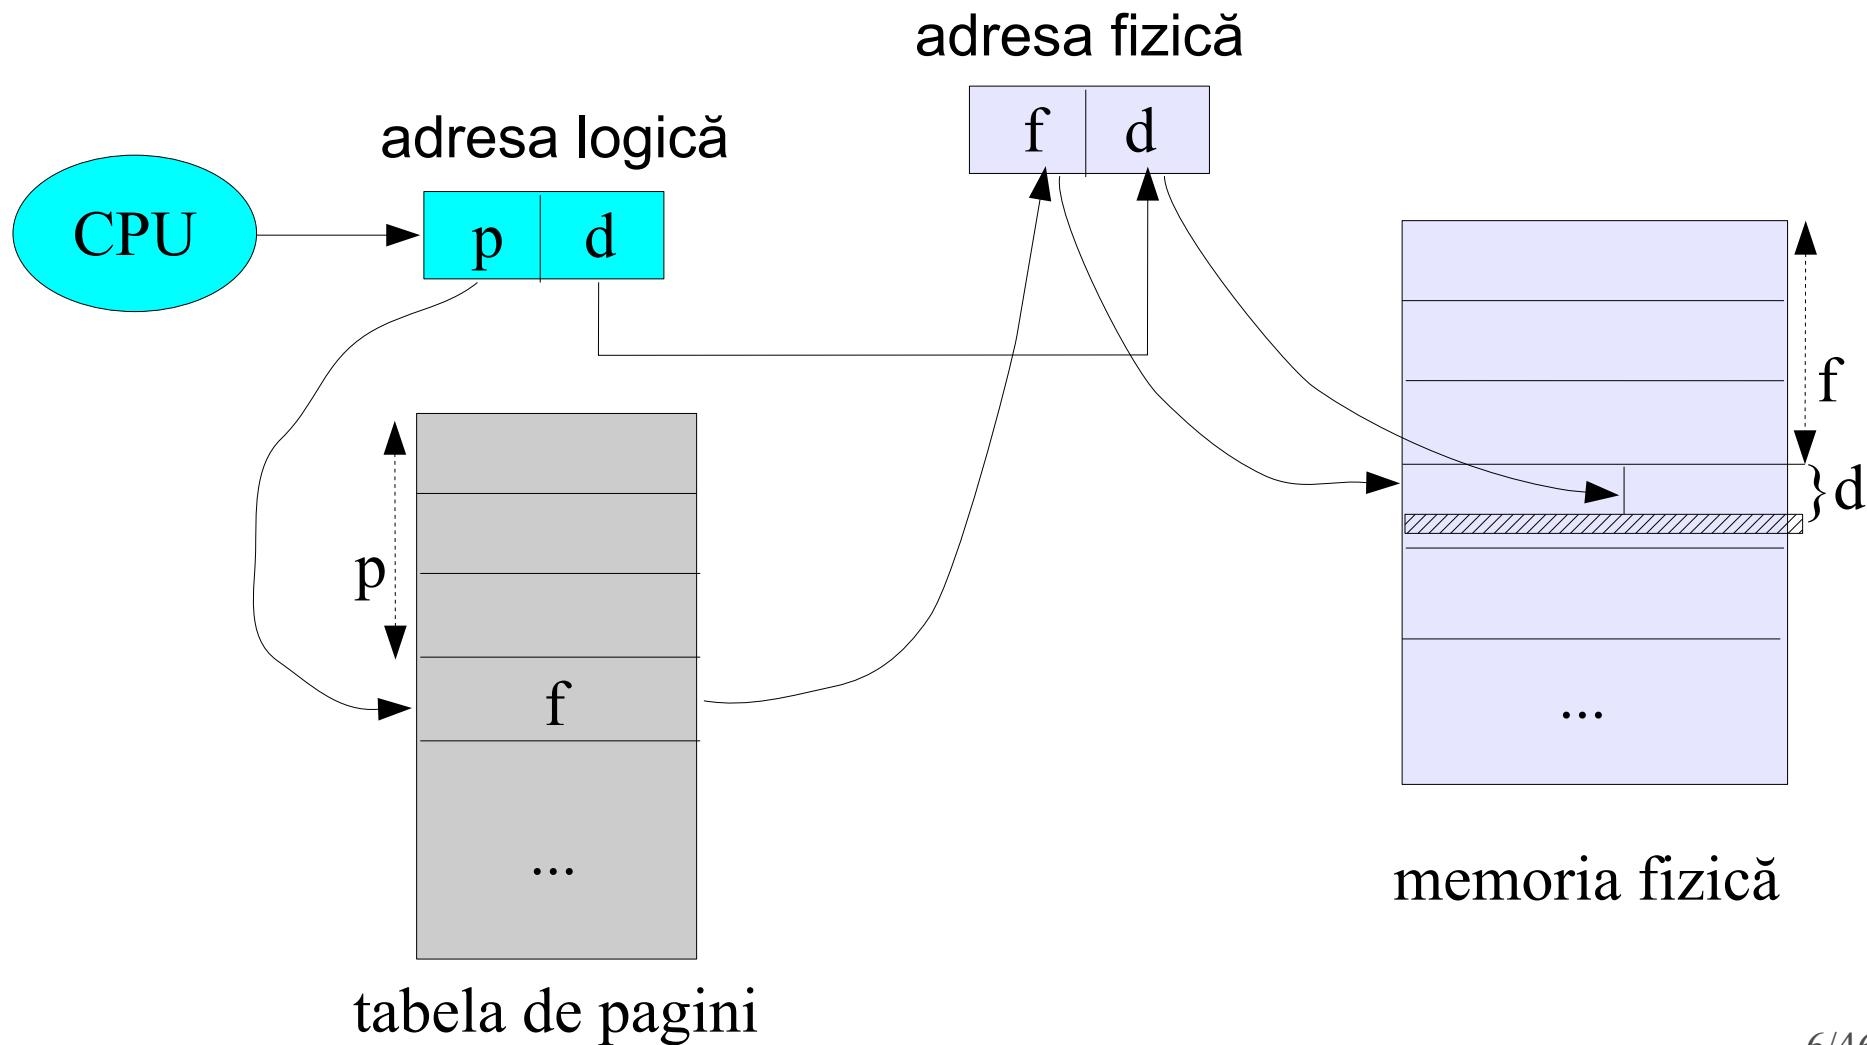 adresa fizică
f d
adresa logică
CPU
p d
f
p
} d
f
...
...
memoria fizică
tabela de pagini